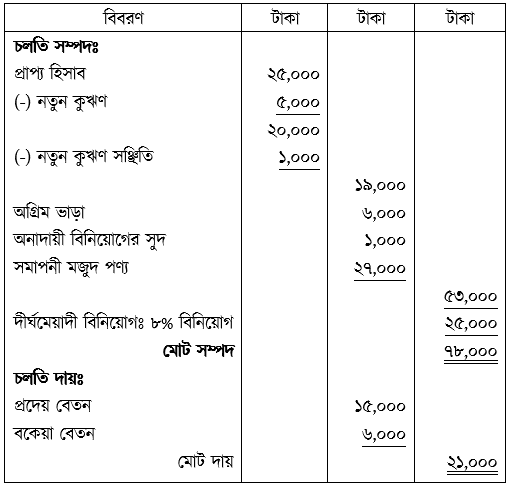 বিবরণ টাকা টাকা টাকা
চলতি সম্পদঃ
প্রাপ্য হিসাব ২৫,০০০
(-) নতুন কুঋণ ৫,০০০
২০,০০০
(-) নতুন কুঋণ সঞ্চিতি ১,০০০
১৯,০০০
অগ্রিম ভাড়া ৬,০০০
অনাদায়ী বিনিয়োগের সুদ ১,০০০
সমাপনী মজুদ পণ্য ২৭,০০০
৫৩,০০০
দীর্ঘমেয়াদী বিনিয়োগঃ ৮% বিনিয়োগ ২৫,০০০
মোট সম্পদ ৭৮,০০০
চলতি দায়ঃ
প্রদেয় বেতন ১৫,০০০
বকেয়া বেতন ৬,০০০
মোট দায় ২১,০০০